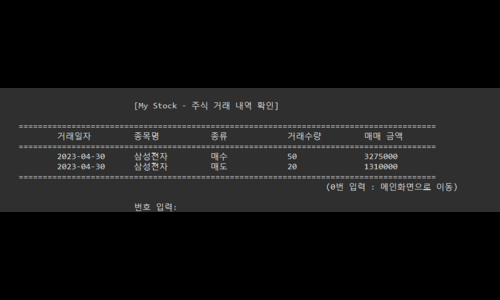 [My Stock - 주식 거래 내역 확인]
=======================================================================================
거래일자 종목명 종류 거래수량 매매 금액
=======================================================================================
2023-04-30 삼성전자 매수 50 3275000
2023-04-30 삼성전자 매도 20 1310000
=======================================================================================
(0번 입력 : 메인화면으로 이동)
번호 입력: